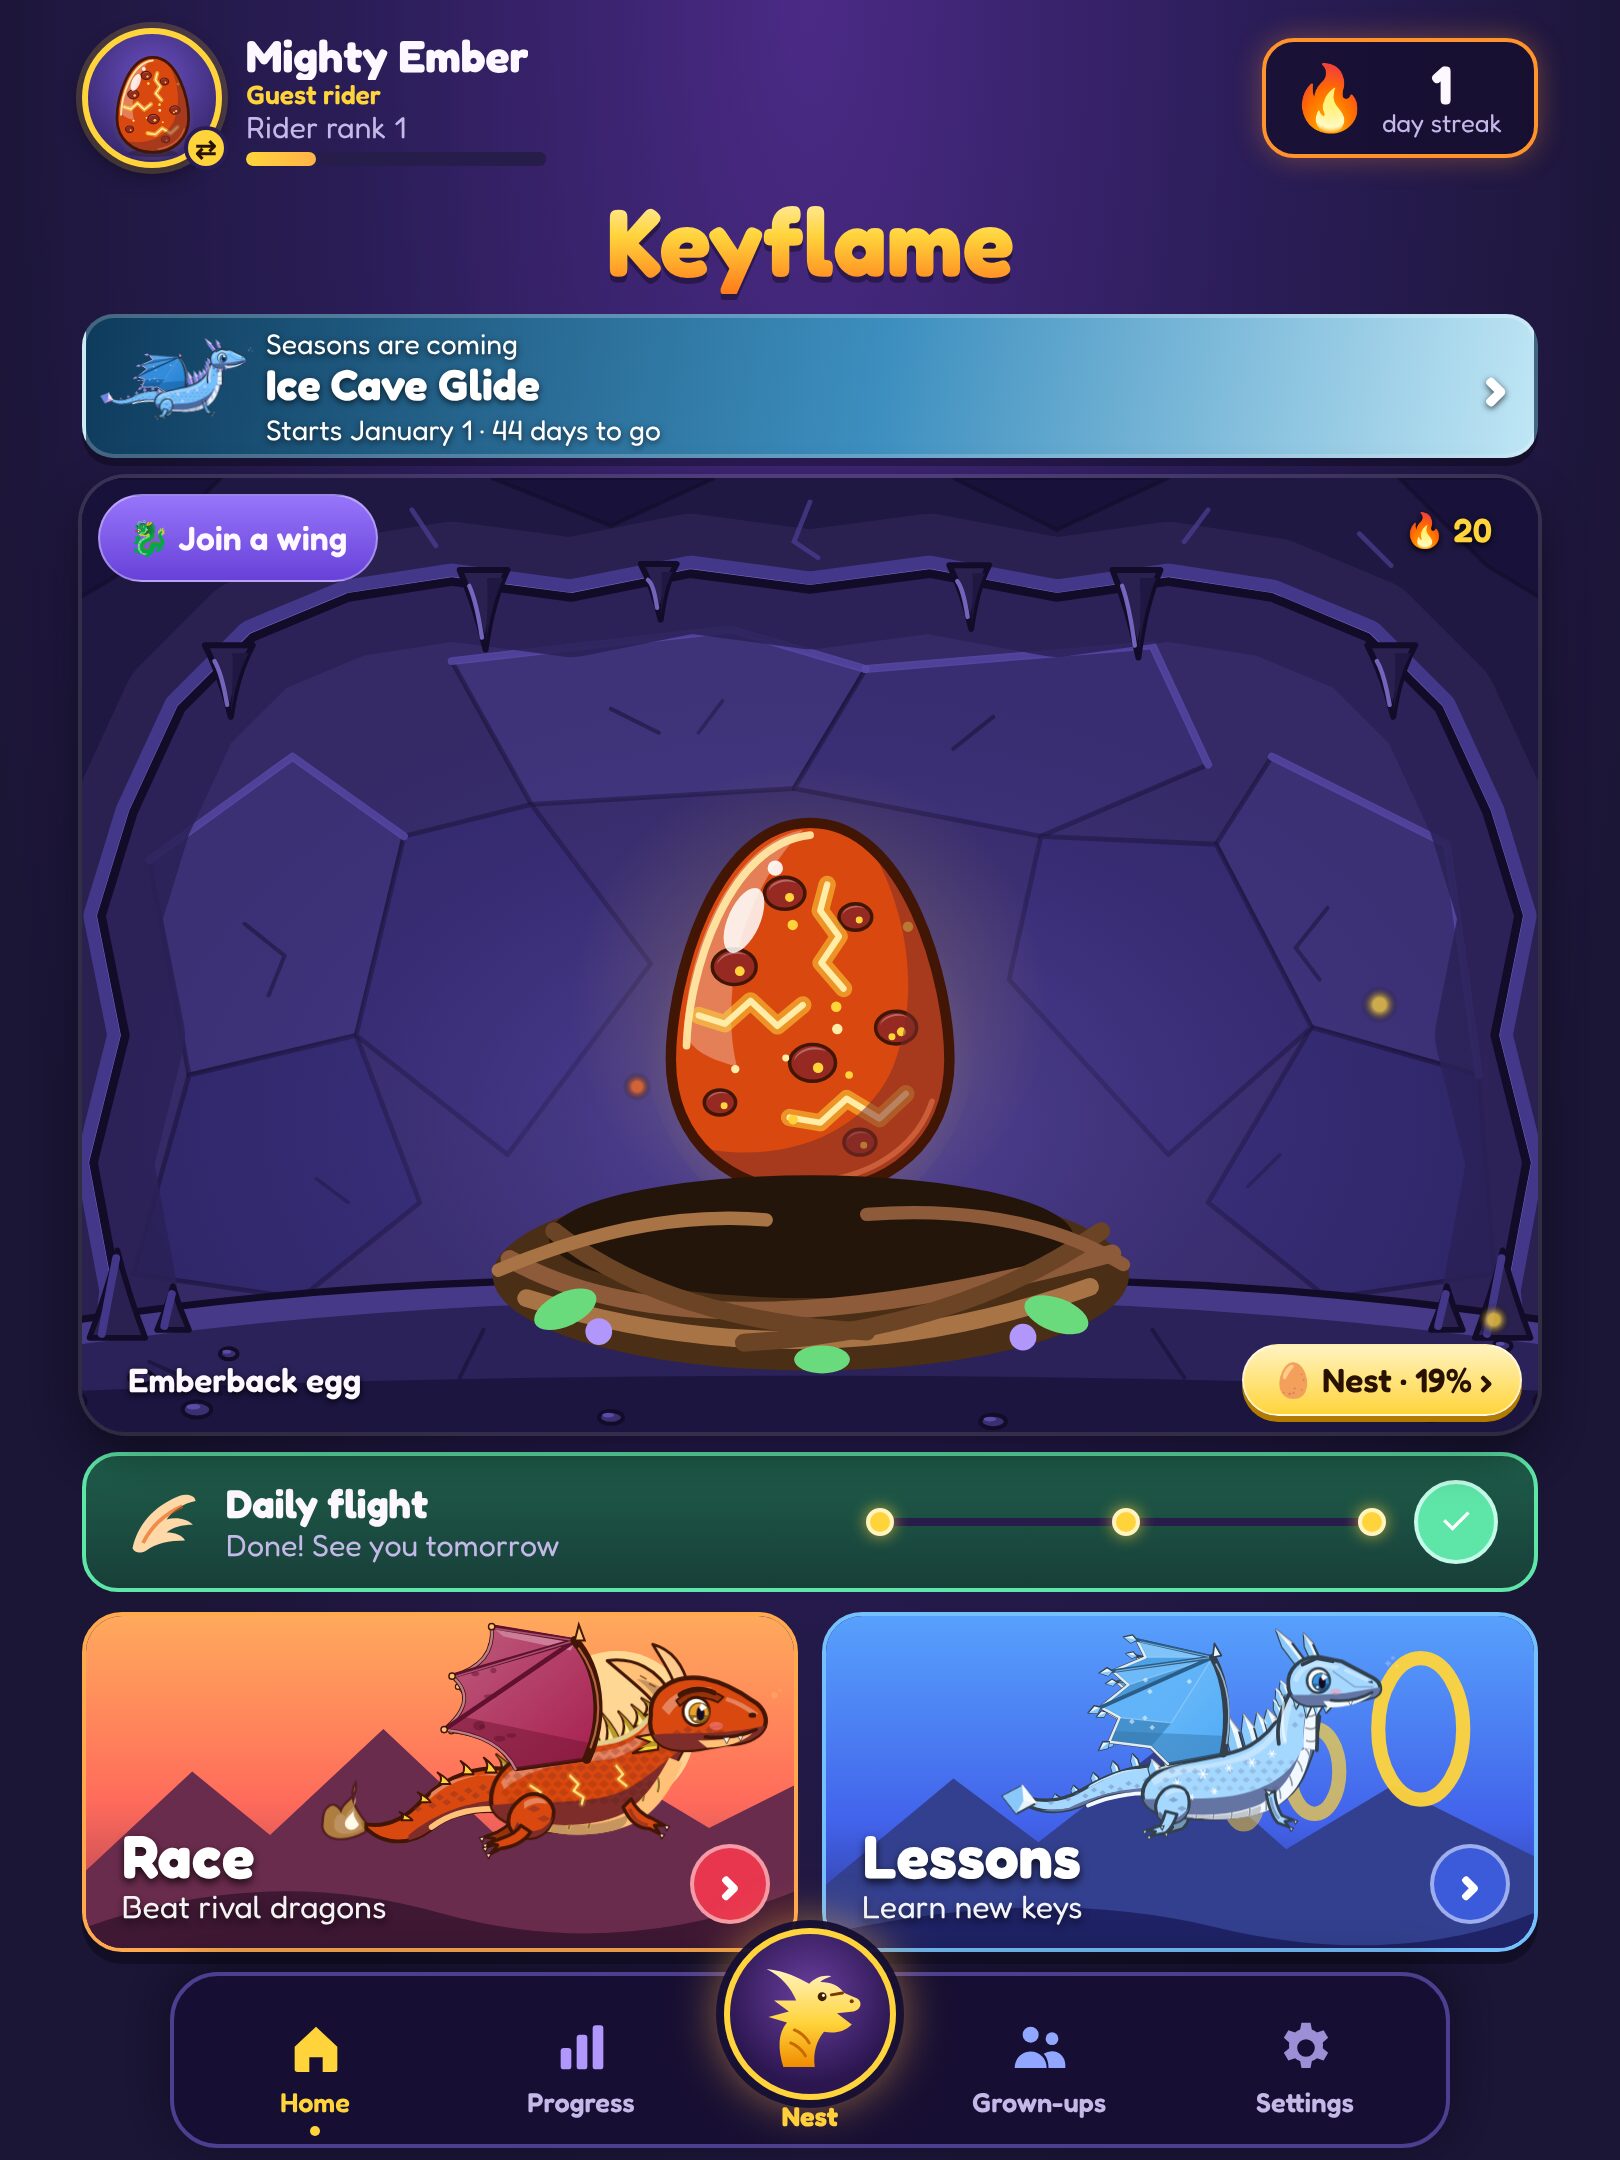 Mighty Ember
Guest rider
Rider rank 1
1
day streak
Keyflame
Seasons are coming
Ice Cave Glide
Starts January 1 · 44 days to go
Join a wing
20
Emberback egg
Nest · 19% ›
Daily flight
Done! See you tomorrow
Race
Beat rival dragons
Lessons
Learn new keys
Home
Progress
Nest
Grown-ups
Settings